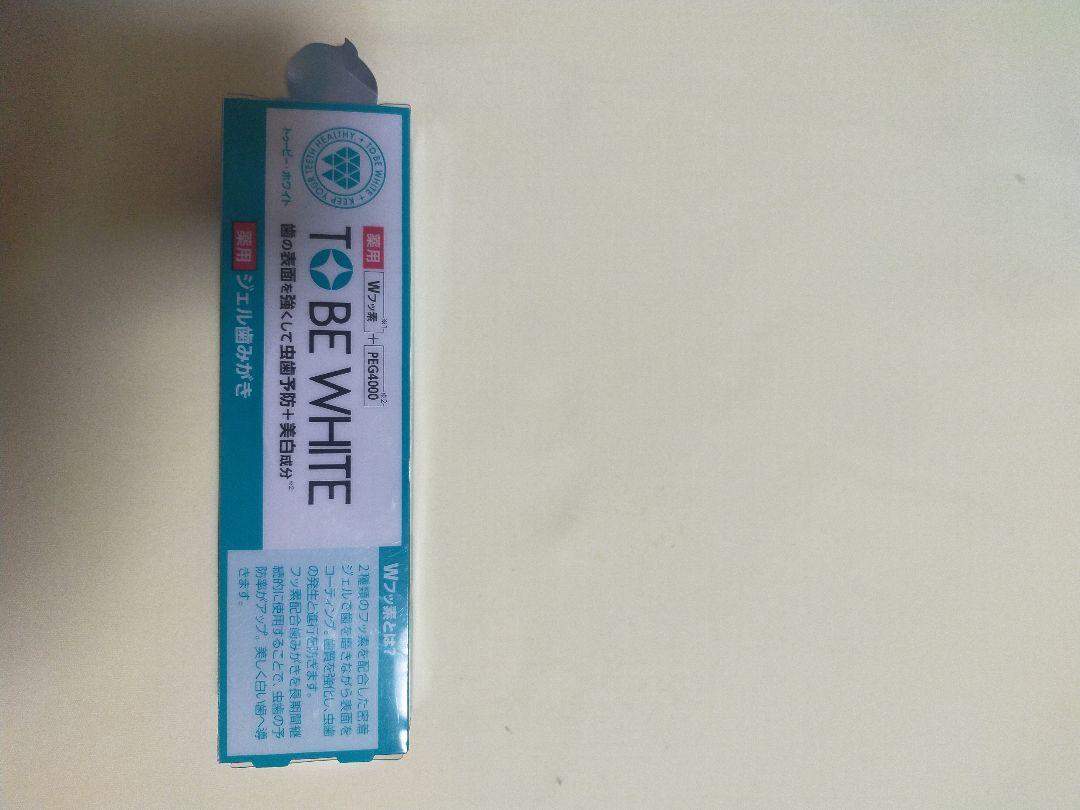 KEEP YOUR TEETH HEALTHY + TO BE WHITE +
トゥービー・ホワイト
薬用 Wフッ素※1 + PEG4000※2
TO BE WHITE
歯の表面を強くして虫歯予防+美白成分※2
薬用 ジェル歯みがき
Wフッ素とは?
2種類のフッ素を配合した密着
ジェルで歯を磨きながら表面を
コーティング。歯質を強化し、虫歯
の発生と進行を防ぎます。
フッ素配合歯みがきを長期間継
続的に使用することで、虫歯の予
防率がアップ。美しく白い歯へ導
きます。